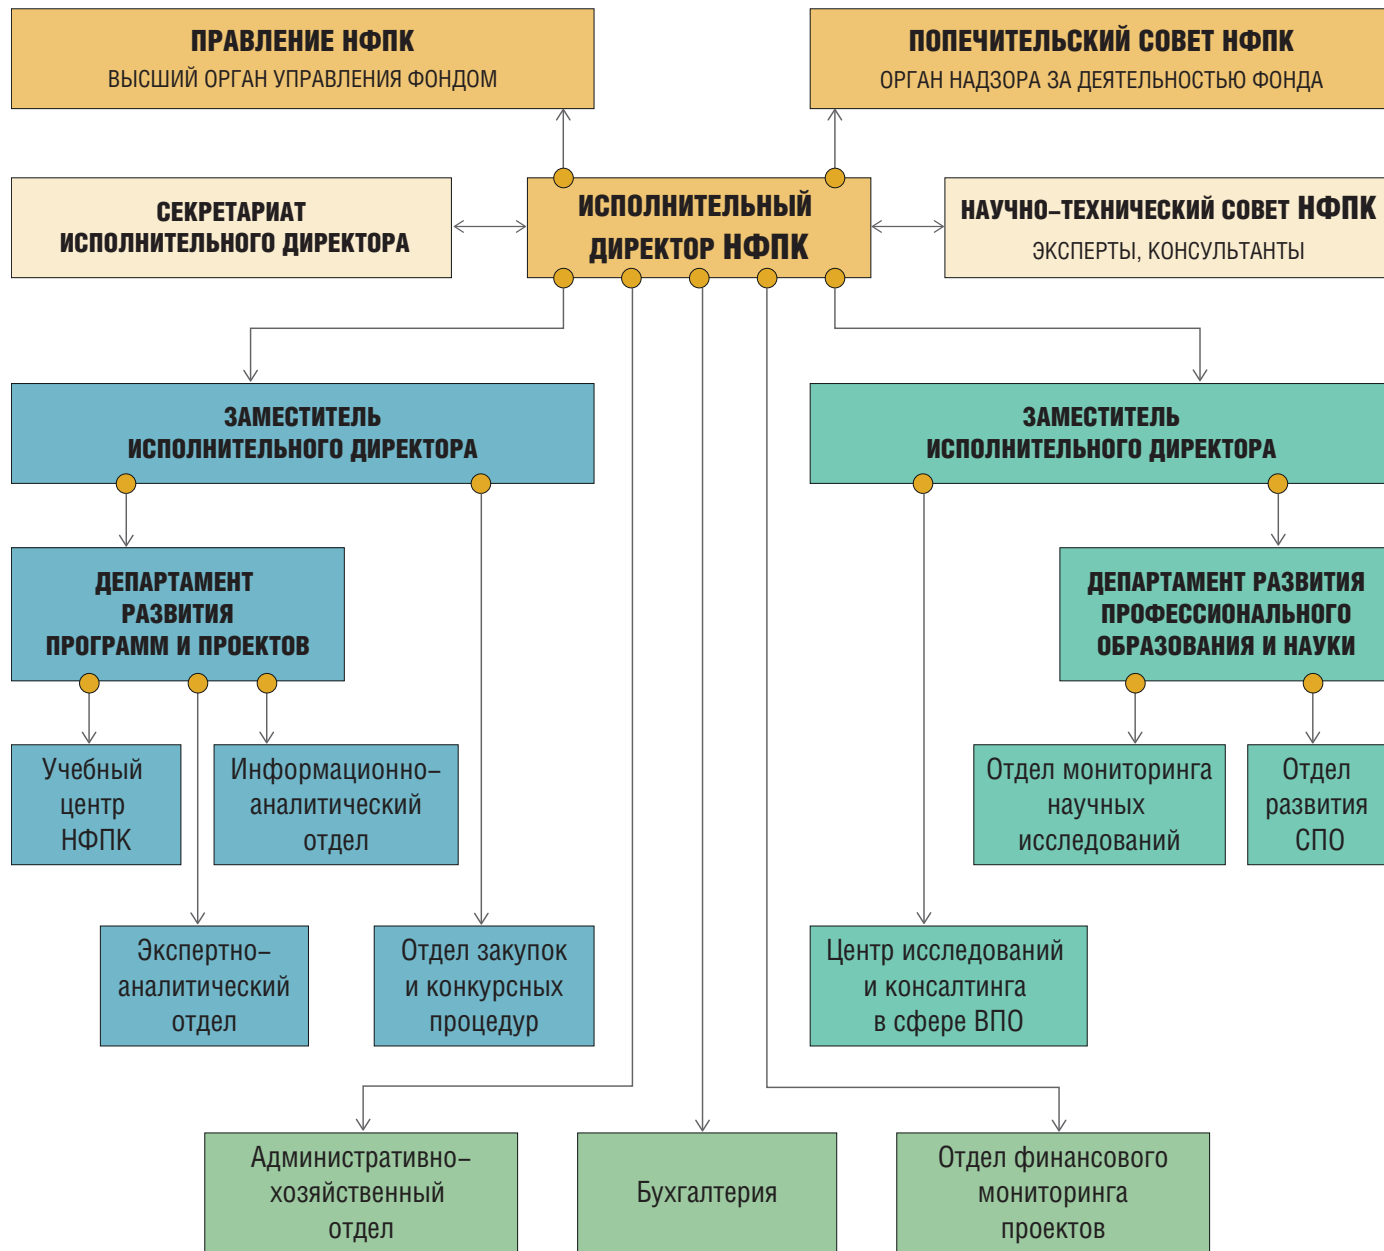 ПРАВЛЕНИЕ НФПК
ВЫСШИЙ ОРГАН УПРАВЛЕНИЯ ФОНДОМ
ПОПЕЧИТЕЛЬСКИЙ СОВЕТ НФПК
ОРГАН НАДЗОРА ЗА ДЕЯТЕЛЬНОСТЬЮ ФОНДА
СЕКРЕТАРИАТ
ИСПОЛНИТЕЛЬНОГО ДИРЕКТОРА
ИСПОЛНИТЕЛЬНЫЙ
ДИРЕКТОР НФПК
НАУЧНО–ТЕХНИЧЕСКИЙ СОВЕТ НФПК
ЭКСПЕРТЫ, КОНСУЛЬТАНТЫ
ЗАМЕСТИТЕЛЬ
ИСПОЛНИТЕЛЬНОГО ДИРЕКТОРА
ЗАМЕСТИТЕЛЬ
ИСПОЛНИТЕЛЬНОГО ДИРЕКТОРА
ДЕПАРТАМЕНТ
РАЗВИТИЯ
ПРОГРАММ И ПРОЕКТОВ
ДЕПАРТАМЕНТ РАЗВИТИЯ
ПРОФЕССИОНАЛЬНОГО
ОБРАЗОВАНИЯ И НАУКИ
Учебный
центр
НФПК
Информационно–
аналитический
отдел
Отдел мониторинга
научных
исследований
Отдел
развития
СПО
Экспертно–
аналитический
отдел
Отдел закупок
и конкурсных
процедур
Центр исследований
и консалтинга
в сфере ВПО
Административно–
хозяйственный
отдел
Бухгалтерия
Отдел финансового
мониторинга
проектов